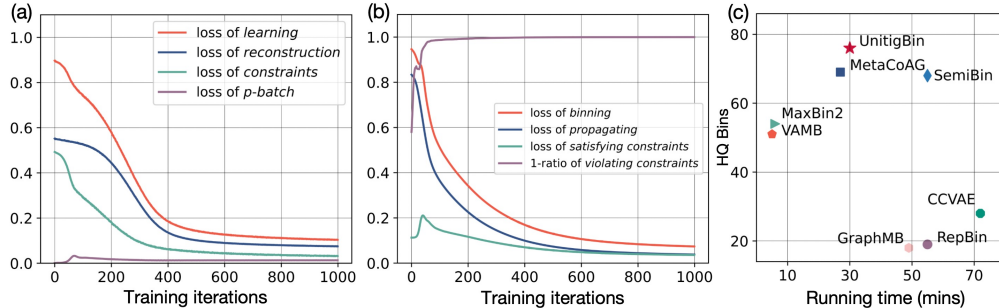 (a)
1.0
0.8
0.6
0.4
0.2
0.0
0
200
400
600
800
1000
Training iterations
loss of learning
loss of reconstruction
loss of constraints
loss of p-batch
(b)
1.0
0.8
0.6
0.4
0.2
0.0
0
200
400
600
800
1000
Training iterations
loss of binning
loss of propagating
loss of satisfying constraints
1-ratio of violating constraints
(c)
HQ Bins
80
60
40
20
10
30
50
70
Running time (mins)
UnitigBin
MetaCoAG
SemiBin
MaxBin2
VAMB
CCVAE
GraphMB
RepBin